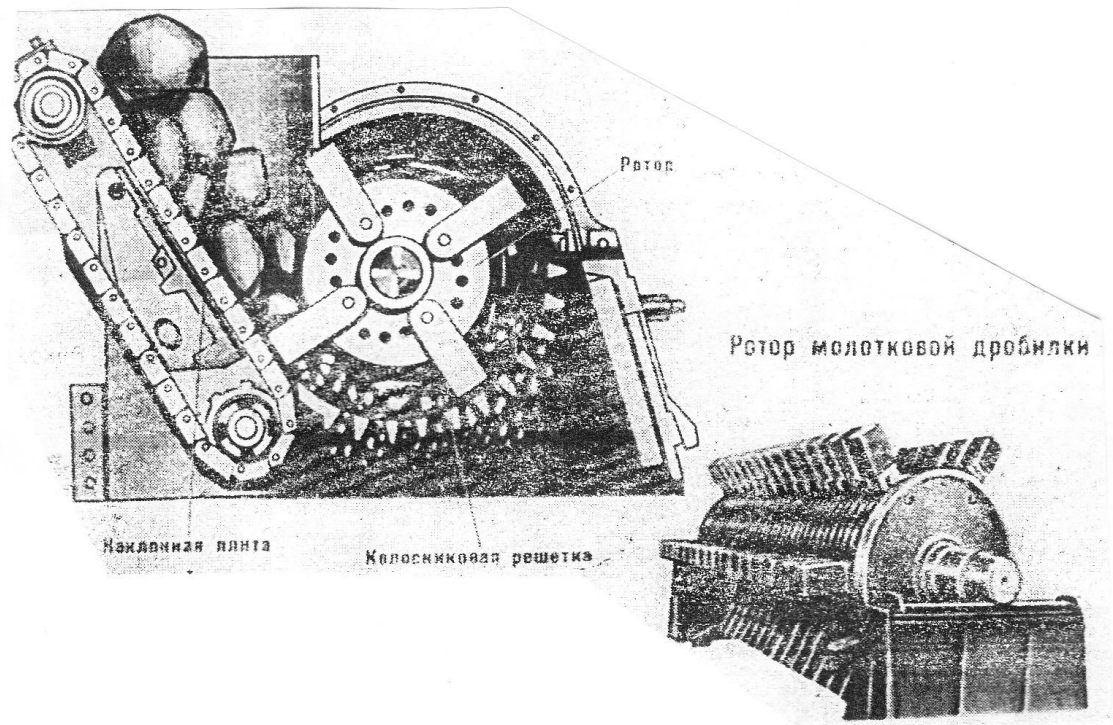 Ротор
Ротор молотковой дробилки
Наклонная плита
Колосниковая решетка